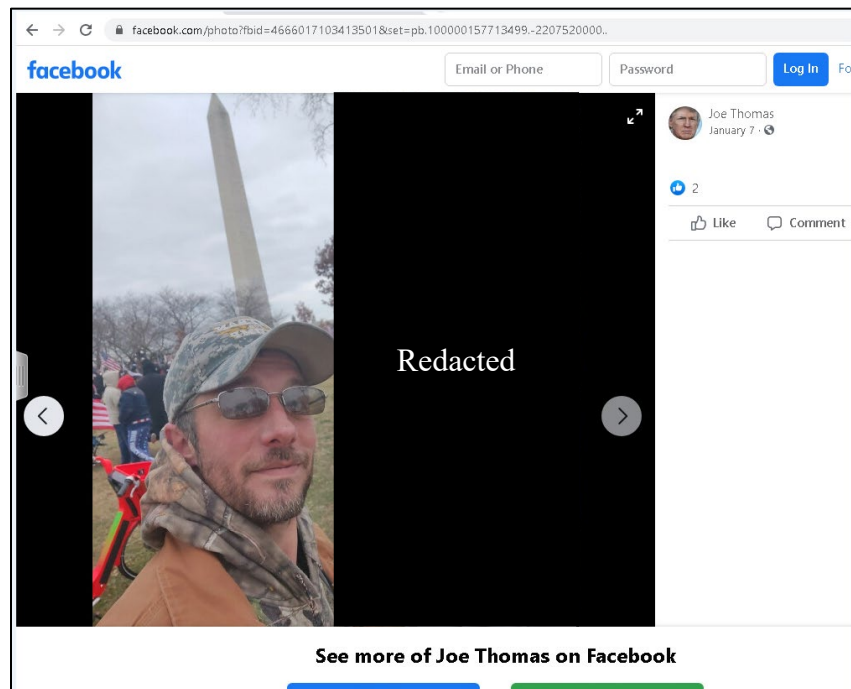 facebook.com/photo?fbid=4666017103413501&set=pb.100000157713499.-2207520000..
facebook
Email or Phone
Password
Log In
Fo
Joe Thomas
January 7 ·
2
Like
Comment
Redacted
See more of Joe Thomas on Facebook